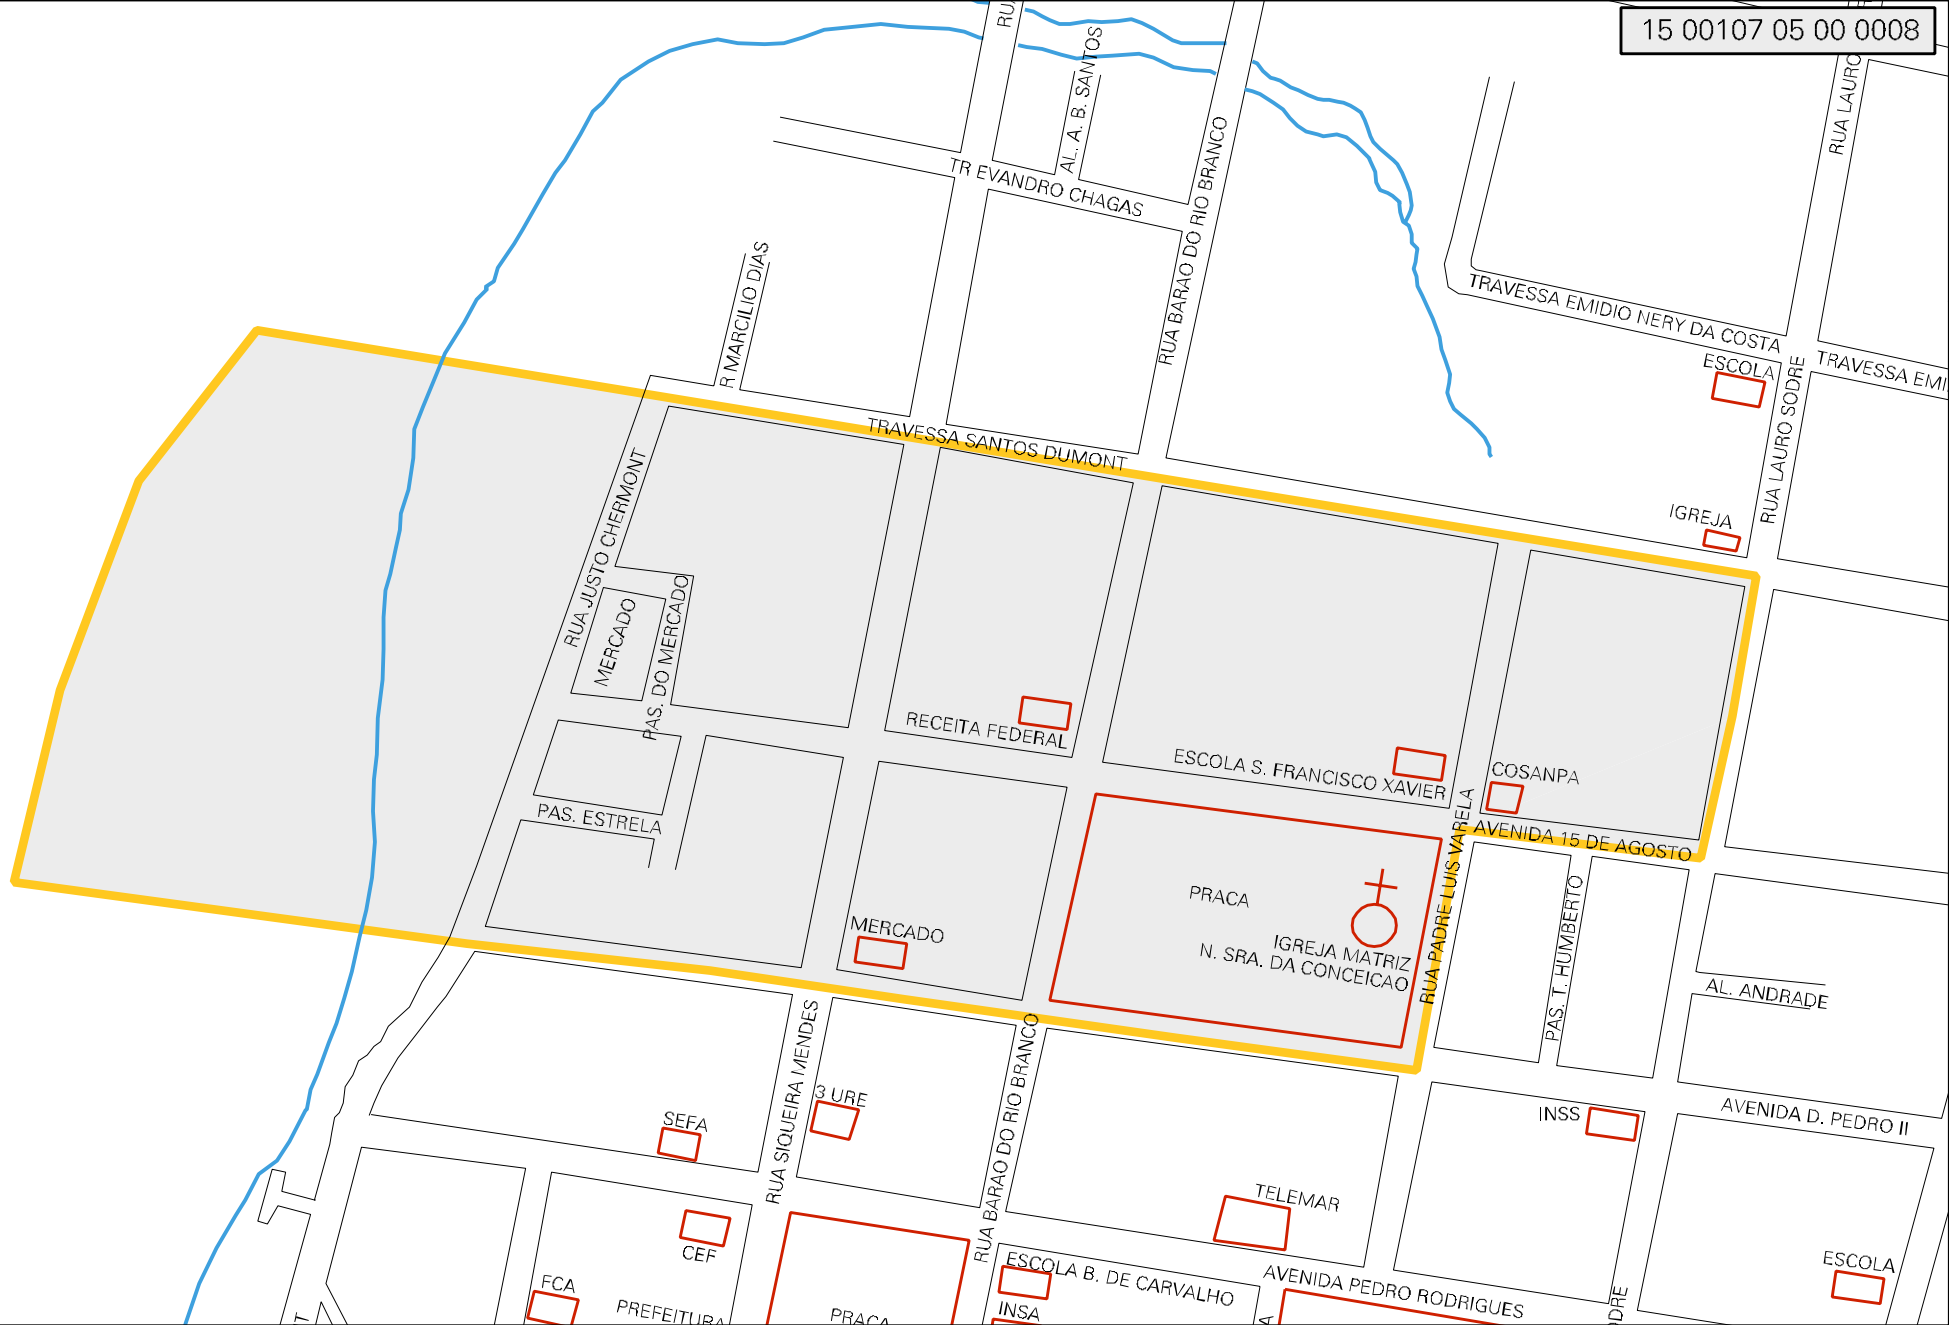 15 00107 05 00 0008
AL. A. B. SANTOS
RUA LAURO
TR EVANDRO CHAGAS
RUA BARAO DO RIO BRANCO
R MARCILIO DIAS
TRAVESSA EMIDIO NERY DA COSTA
TRAVESSA EMI
ESCOLA
RUA LAURO SODRE
TRAVESSA SANTOS DUMONT
IGREJA
RUA JUSTO CHERMONT
MERCADO
PAS. DO MERCADO
RECEITA FEDERAL
ESCOLA S. FRANCISCO XAVIER
COSANPA
PAS. ESTRELA
AVENIDA 15 DE AGOSTO
RUA PADRE LUIS VARELA
PRACA
MERCADO
IGREJA MATRIZ
N. SRA. DA CONCEICAO
PAS. T. HUMBERTO
AL. ANDRADE
RUA SIQUEIRA MENDES
RUA BARAO DO RIO BRANCO
3 URE
SEFA
INSS
AVENIDA D. PEDRO II
TELEMAR
CEF
ESCOLA B. DE CARVALHO
AVENIDA PEDRO RODRIGUES
ESCOLA
FCA
PREFEITURA
PRACA
INSA
DRE